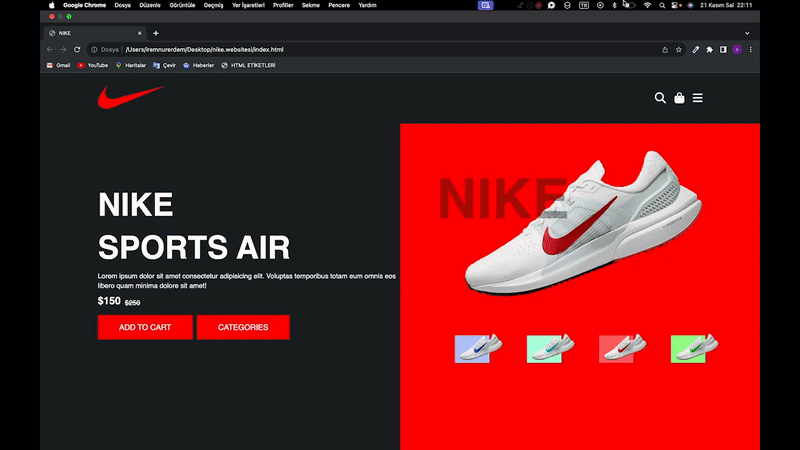 Google Chrome Dosya Düzenle Görüntüle Geçmiş Yer İşaretleri Profiller Sekme Pencere Yardım TR 21 Kasım Sal 22:11
NIKE
Dosya /Users/iremnurerdem/Desktop/nike.websitesi/index.html
Gmail YouTube Haritalar Çevir Haberler HTML ETİKETLERİ
NIKE
NIKE
SPORTS AIR
Lorem ipsum dolor sit amet consectetur adipisicing elit. Voluptas temporibus totam eum omnis eos
libero quam minima dolore sit amet!
$150 $250
ADD TO CART CATEGORIES